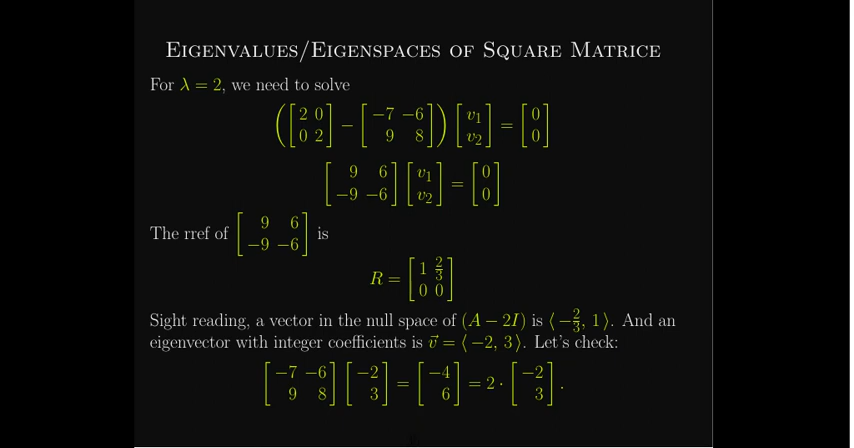 EIGENVALUES/EIGENSPACES OF SQUARE MATRICE
For λ = 2, we need to solve
([2 0; 0 2] − [−7 −6; 9 8]) [v₁; v₂] = [0; 0]
[9 6; −9 −6] [v₁; v₂] = [0; 0]
The rref of [9 6; −9 −6] is
R = [1 2/3; 0 0]
Sight reading, a vector in the null space of (A − 2I) is ⟨−2/3, 1⟩. And an
eigenvector with integer coefficients is v⃗ = ⟨−2, 3⟩. Let's check:
[−7 −6; 9 8] [−2; 3] = [−4; 6] = 2 · [−2; 3].